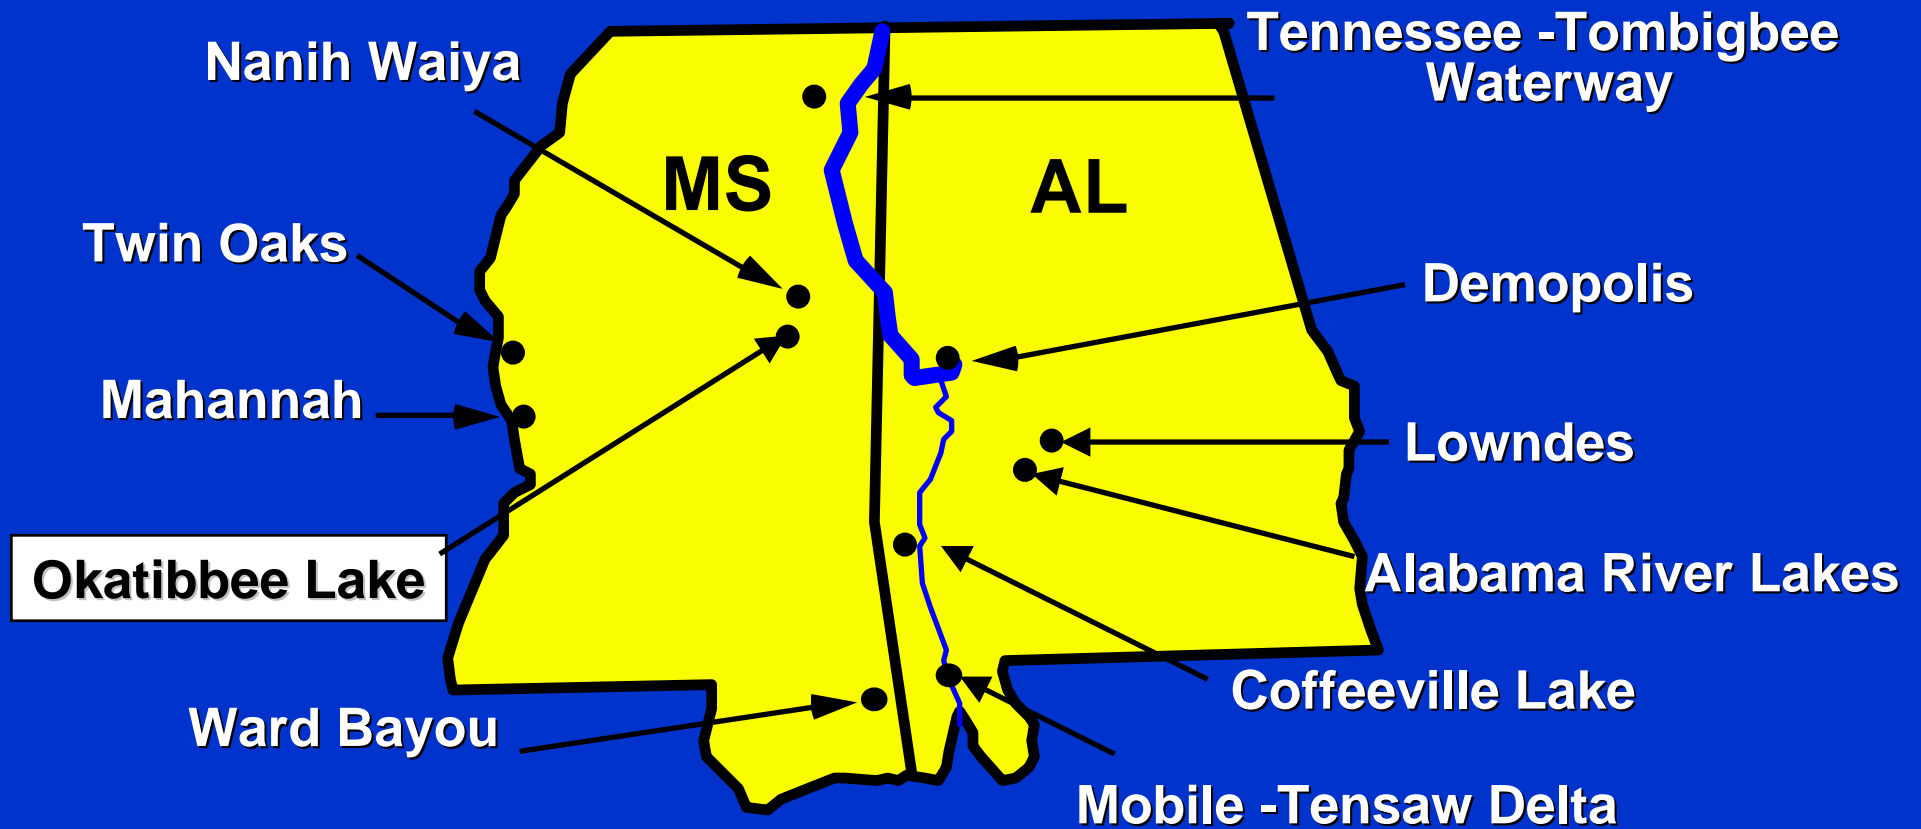 Tennessee -Tombigbee
Waterway
Nanih Waiya
MS
AL
Twin Oaks
Demopolis
Mahannah
Lowndes
Okatibbee Lake
Alabama River Lakes
Coffeeville Lake
Ward Bayou
Mobile -Tensaw Delta